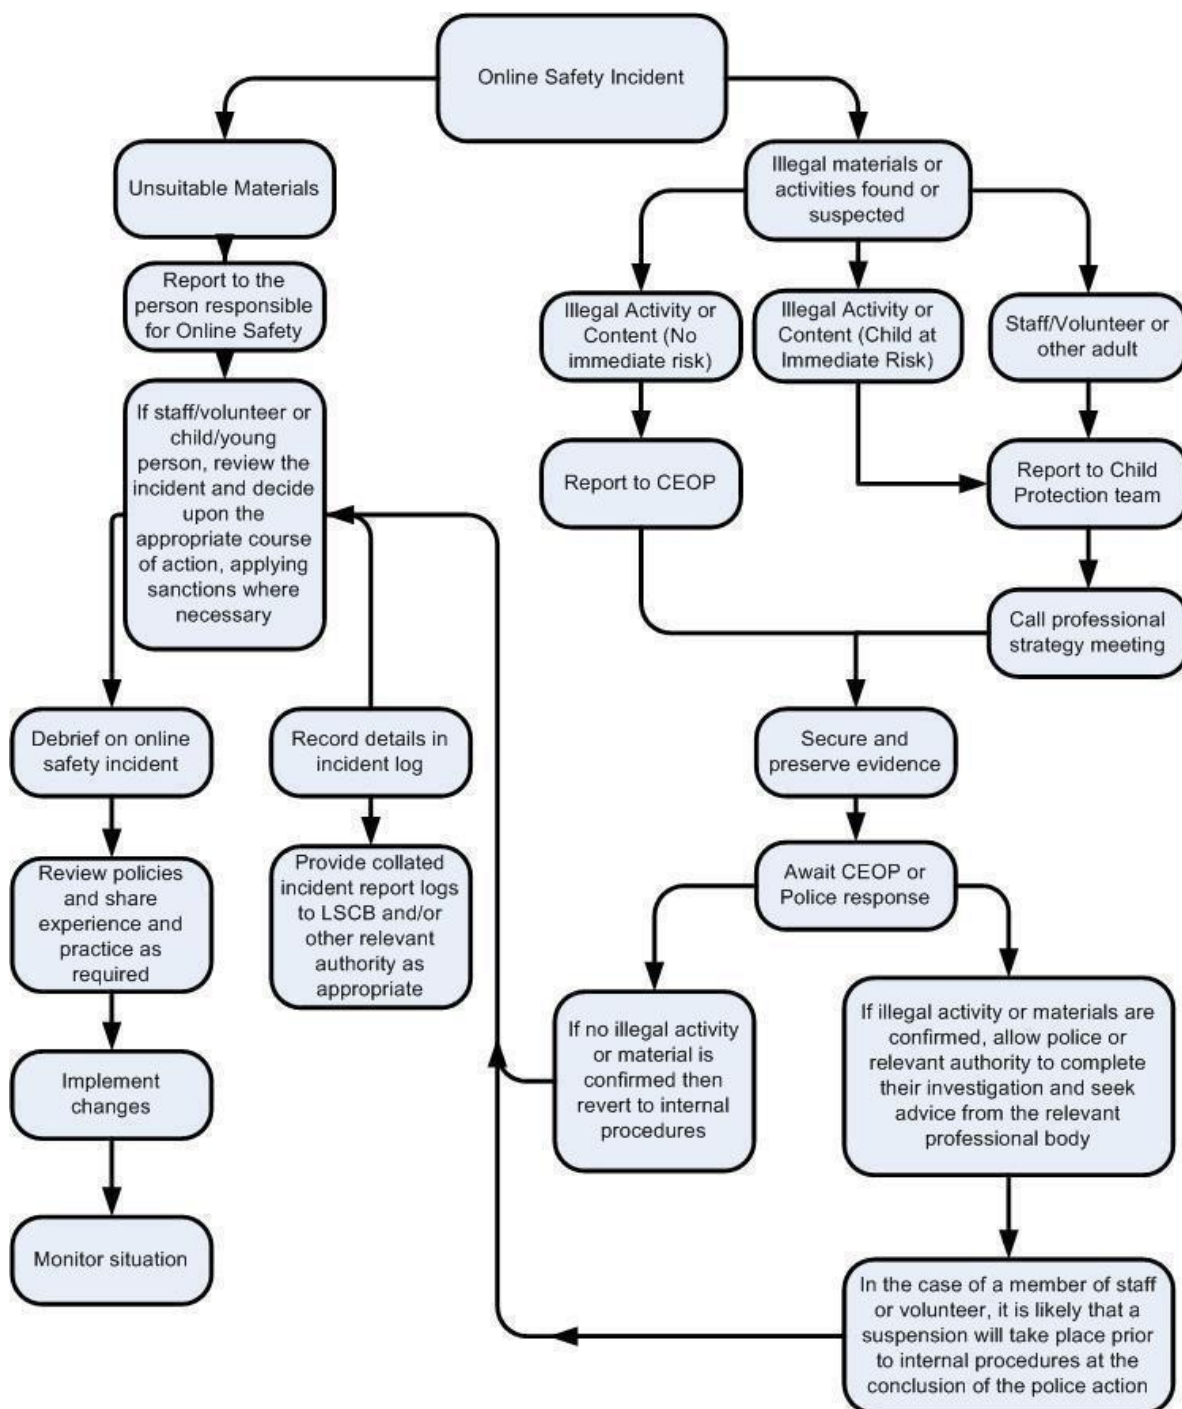 Online Safety Incident
Unsuitable Materials
Report to the
person responsible
for Online Safety
If staff/volunteer or
child/young
person, review the
incident and decide
upon the
appropriate course
of action, applying
sanctions where
necessary
Debrief on online
safety incident
Review policies
and share
experience and
practice as
required
Implement
changes
Monitor situation
Record details in
incident log
Provide collated
incident report logs
to LSCB and/or
other relevant
authority as
appropriate
Illegal materials or
activities found or
suspected
Illegal Activity or
Content (No
immediate risk)
Illegal Activity or
Content (Child at
Immediate Risk)
Staff/Volunteer or
other adult
Report to CEOP
Report to Child
Protection team
Call professional
strategy meeting
Secure and
preserve evidence
Await CEOP or
Police response
If no illegal activity
or material is
confirmed then
revert to internal
procedures
If illegal activity or materials are
confirmed, allow police or
relevant authority to complete
their investigation and seek
advice from the relevant
professional body
In the case of a member of staff
or volunteer, it is likely that a
suspension will take place prior
to internal procedures at the
conclusion of the police action